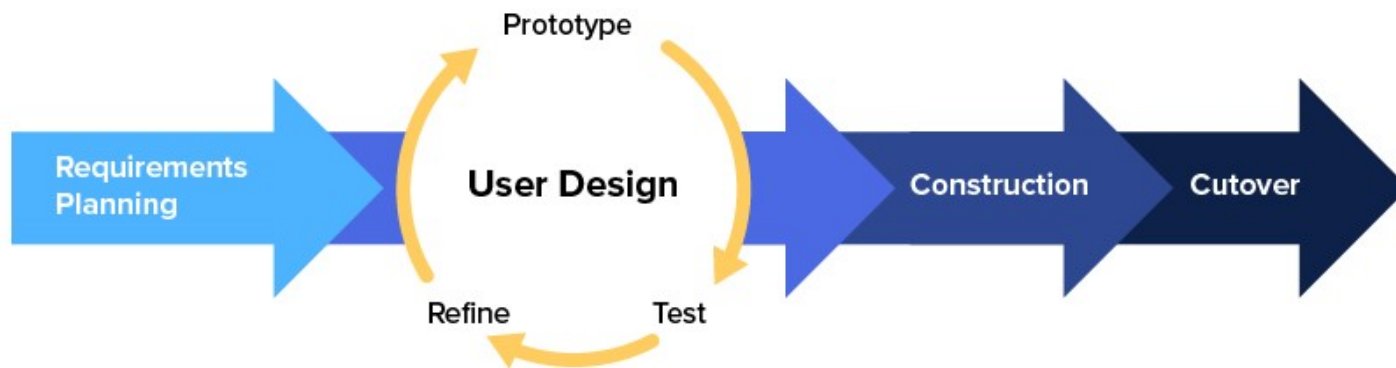 Prototype
Requirements
Planning
User Design
Construction
Cutover
Refine
Test